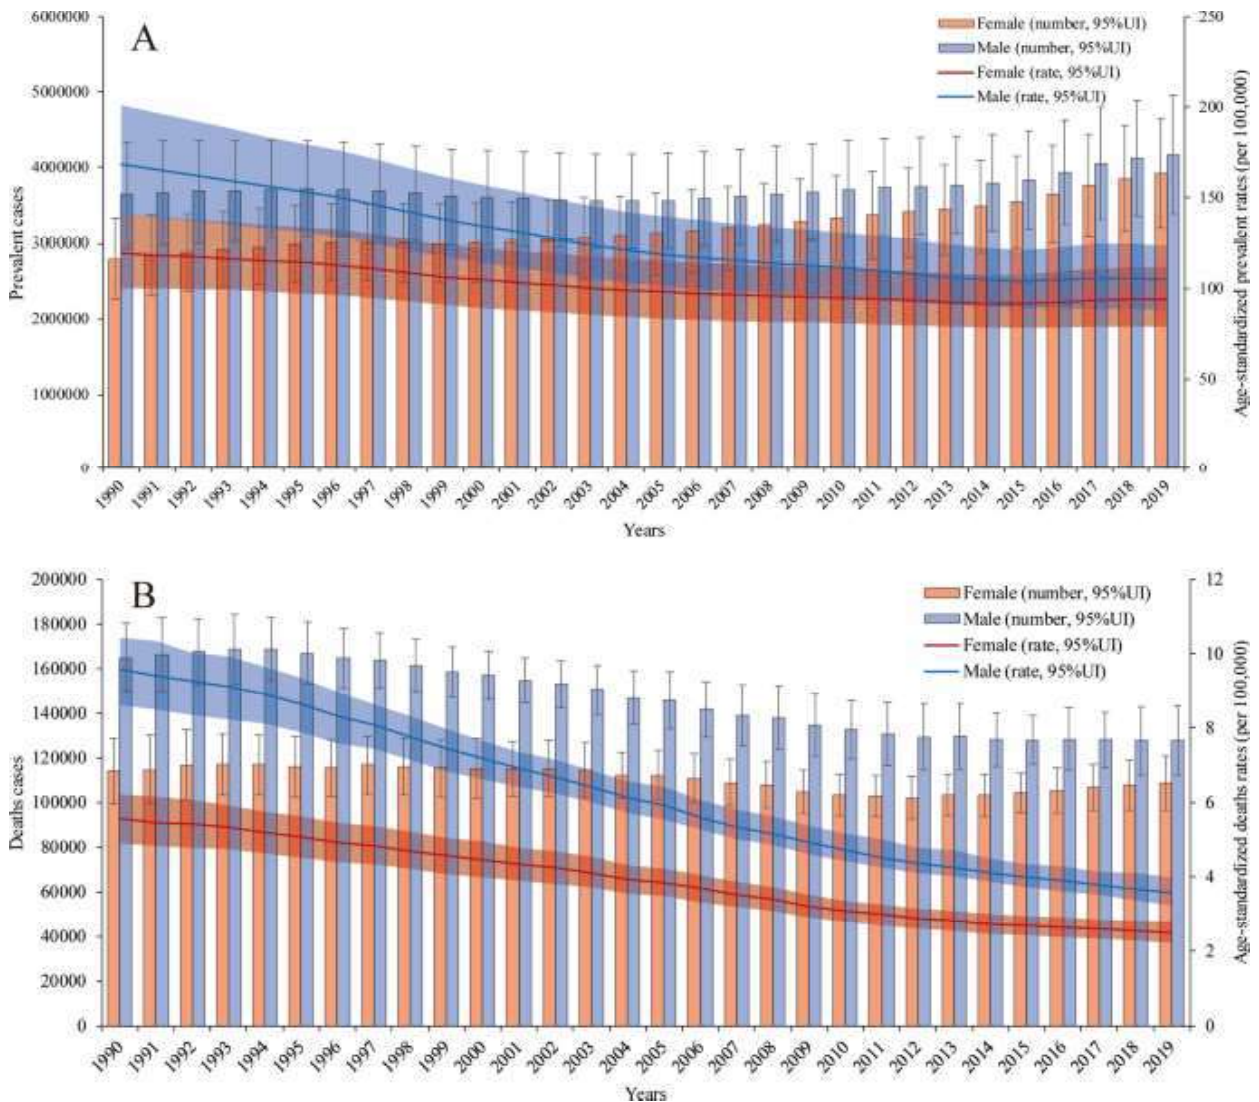 A
Female (number, 95%UI)
Male (number, 95%UI)
Female (rate, 95%UI)
Male (rate, 95%UI)
6000000
5000000
4000000
3000000
2000000
1000000
0
Prevalent cases
250
200
150
100
50
0
Age-standardized prevalent rates (per 100,000)
1990 1991 1992 1993 1994 1995 1996 1997 1998 1999 2000 2001 2002 2003 2004 2005 2006 2007 2008 2009 2010 2011 2012 2013 2014 2015 2016 2017 2018 2019
Years
B
Female (number, 95%UI)
Male (number, 95%UI)
Female (rate, 95%UI)
Male (rate, 95%UI)
200000
180000
160000
140000
120000
100000
80000
60000
40000
20000
0
Deaths cases
12
10
8
6
4
2
0
Age-standardized deaths rates (per 100,000)
1990 1991 1992 1993 1994 1995 1996 1997 1998 1999 2000 2001 2002 2003 2004 2005 2006 2007 2008 2009 2010 2011 2012 2013 2014 2015 2016 2017 2018 2019
Years